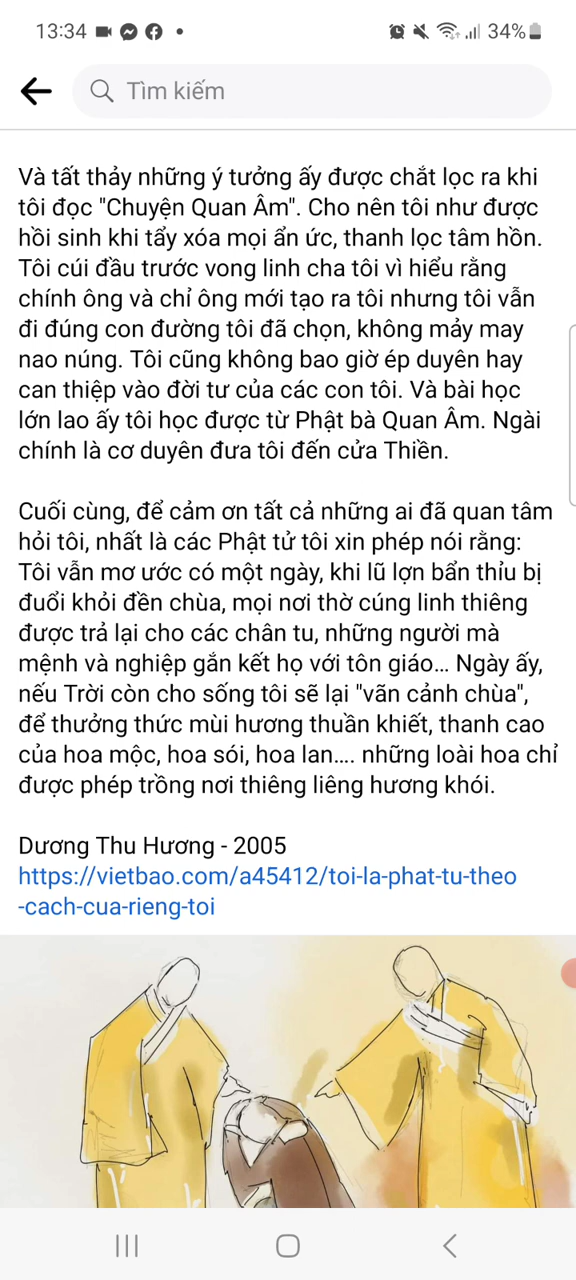 13:34
34%
Tìm kiếm
Và tất thảy những ý tưởng ấy được chắt lọc ra khi
tôi đọc "Chuyện Quan Âm". Cho nên tôi như được
hồi sinh khi tẩy xóa mọi ẩn ức, thanh lọc tâm hồn.
Tôi cúi đầu trước vong linh cha tôi vì hiểu rằng
chính ông và chỉ ông mới tạo ra tôi nhưng tôi vẫn
đi đúng con đường tôi đã chọn, không mảy may
nao núng. Tôi cũng không bao giờ ép duyên hay
can thiệp vào đời tư của các con tôi. Và bài học
lớn lao ấy tôi học được từ Phật bà Quan Âm. Ngài
chính là cơ duyên đưa tôi đến cửa Thiền.
Cuối cùng, để cảm ơn tất cả những ai đã quan tâm
hỏi tôi, nhất là các Phật tử tôi xin phép nói rằng:
Tôi vẫn mơ ước có một ngày, khi lũ lợn bẩn thỉu bị
đuổi khỏi đền chùa, mọi nơi thờ cúng linh thiêng
được trả lại cho các chân tu, những người mà
mệnh và nghiệp gắn kết họ với tôn giáo... Ngày ấy,
nếu Trời còn cho sống tôi sẽ lại "vãn cảnh chùa",
để thưởng thức mùi hương thuần khiết, thanh cao
của hoa mộc, hoa sói, hoa lan.... những loài hoa chỉ
được phép trồng nơi thiêng liêng hương khói.
Dương Thu Hương - 2005
https://vietbao.com/a45412/toi-la-phat-tu-theo
-cach-cua-rieng-toi